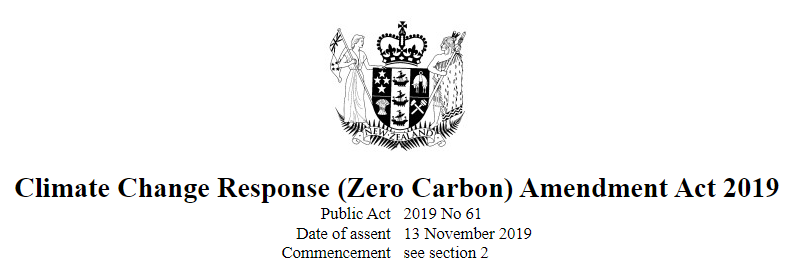 NEW ZEALAND
Climate Change Response (Zero Carbon) Amendment Act 2019
Public Act 2019 No 61
Date of assent 13 November 2019
Commencement see section 2